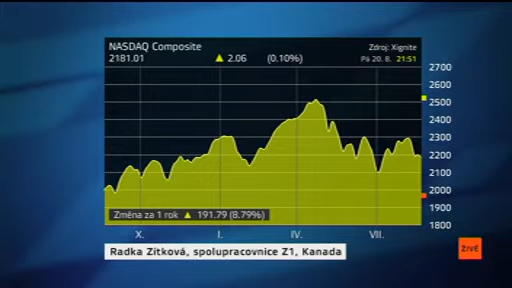 NASDAQ Composite
Zdroj: Xignite
2181.01 ▲ 2.06 (0.10%)
Pá 20. 8. 21:51
2700
2600
2500
2400
2300
2200
2100
2000
1900
1800
Změna za 1 rok ▲ 191.79 (8.79%)
X. I. IV. VII.
Radka Zítková, spolupracovnice Z1, Kanada
ŽIVĚ